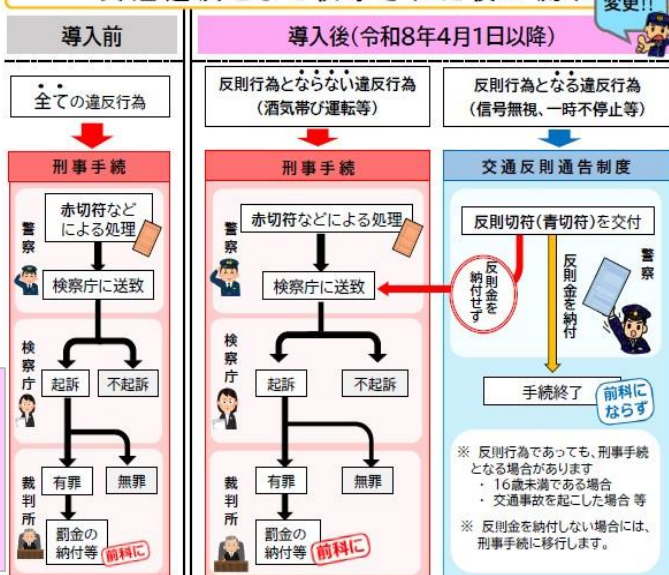 変更!!
導入前
導入後(令和8年4月1日以降)
全ての違反行為
反則行為とならない違反行為
(酒気帯び運転等)
反則行為となる違反行為
(信号無視、一時不停止等)
刑事手続
警察
赤切符など
による処理
検察庁に送致
検察庁
起訴
不起訴
裁判所
有罪
無罪
罰金の
納付等
前科に
刑事手続
警察
赤切符などによる処理
検察庁に送致
検察庁
起訴
不起訴
裁判所
有罪
無罪
罰金の
納付等
前科に
交通反則通告制度
反則切符(青切符)を交付
反則金を
納付せず
反則金を納付
警察
手続終了
前科に
ならず
※ 反則行為であっても、刑事手続
となる場合があります
・ 16歳未満である場合
・ 交通事故を起こした場合 等
※ 反則金を納付しない場合には、
刑事手続に移行します。